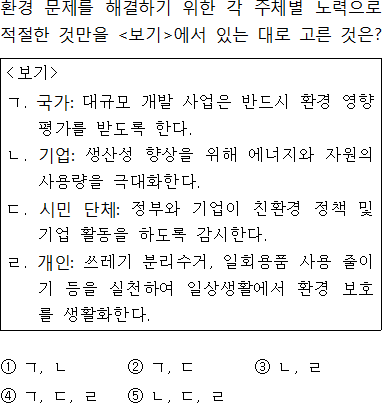 환경 문제를 해결하기 위한 각 주체별 노력으로
적절한 것만을 <보기>에서 있는 대로 고른 것은?
<보기>
ㄱ. 국가: 대규모 개발 사업은 반드시 환경 영향
평가를 받도록 한다.
ㄴ. 기업: 생산성 향상을 위해 에너지와 자원의
사용량을 극대화한다.
ㄷ. 시민 단체: 정부와 기업이 친환경 정책 및
기업 활동을 하도록 감시한다.
ㄹ. 개인: 쓰레기 분리수거, 일회용품 사용 줄이
기 등을 실천하여 일상생활에서 환경 보호
를 생활화한다.
① ㄱ, ㄴ ② ㄱ, ㄷ ③ ㄴ, ㄹ
④ ㄱ, ㄷ, ㄹ ⑤ ㄴ, ㄷ, ㄹ